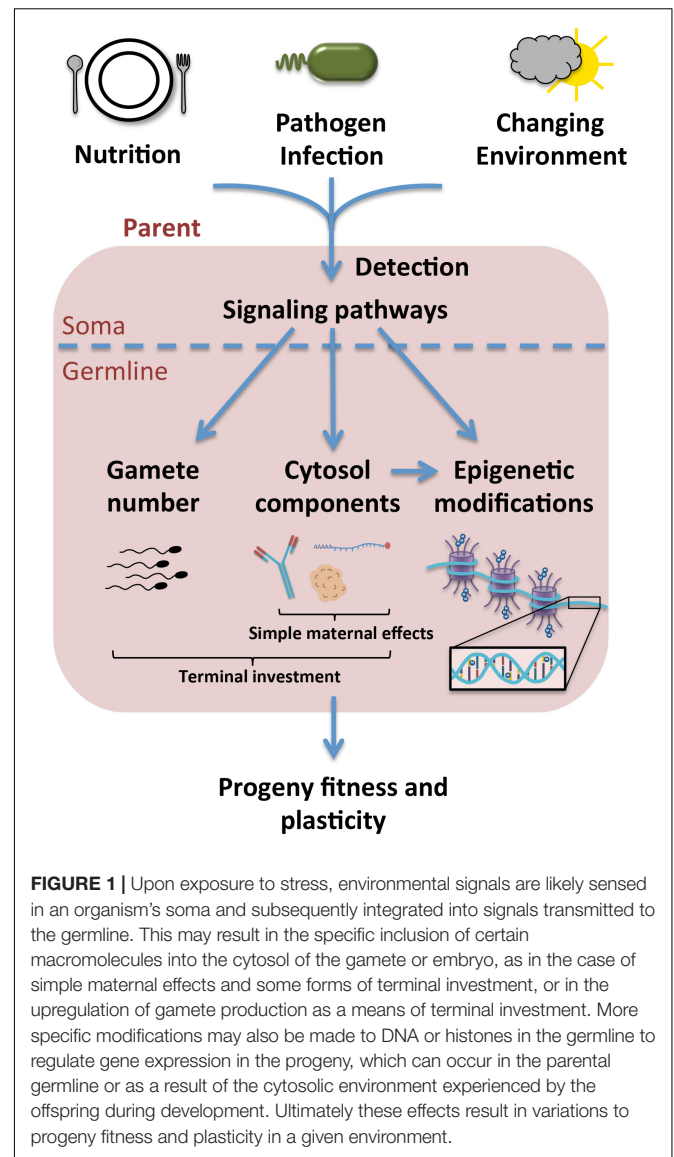 Nutrition
Pathogen
Infection
Changing
Environment
Parent
Detection
Signaling pathways
Soma
Germline
Gamete
number
Cytosol
components
Epigenetic
modifications
Simple maternal effects
Terminal investment
Progeny fitness and
plasticity
FIGURE 1 | Upon exposure to stress, environmental signals are likely sensed
in an organism's soma and subsequently integrated into signals transmitted to
the germline. This may result in the specific inclusion of certain
macromolecules into the cytosol of the gamete or embryo, as in the case of
simple maternal effects and some forms of terminal investment, or in the
upregulation of gamete production as a means of terminal investment. More
specific modifications may also be made to DNA or histones in the germline to
regulate gene expression in the progeny, which can occur in the parental
germline or as a result of the cytosolic environment experienced by the
offspring during development. Ultimately these effects result in variations to
progeny fitness and plasticity in a given environment.